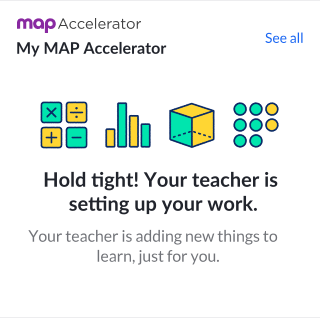 map Accelerator
My MAP Accelerator
See all
Hold tight! Your teacher is
setting up your work.
Your teacher is adding new things to
learn, just for you.